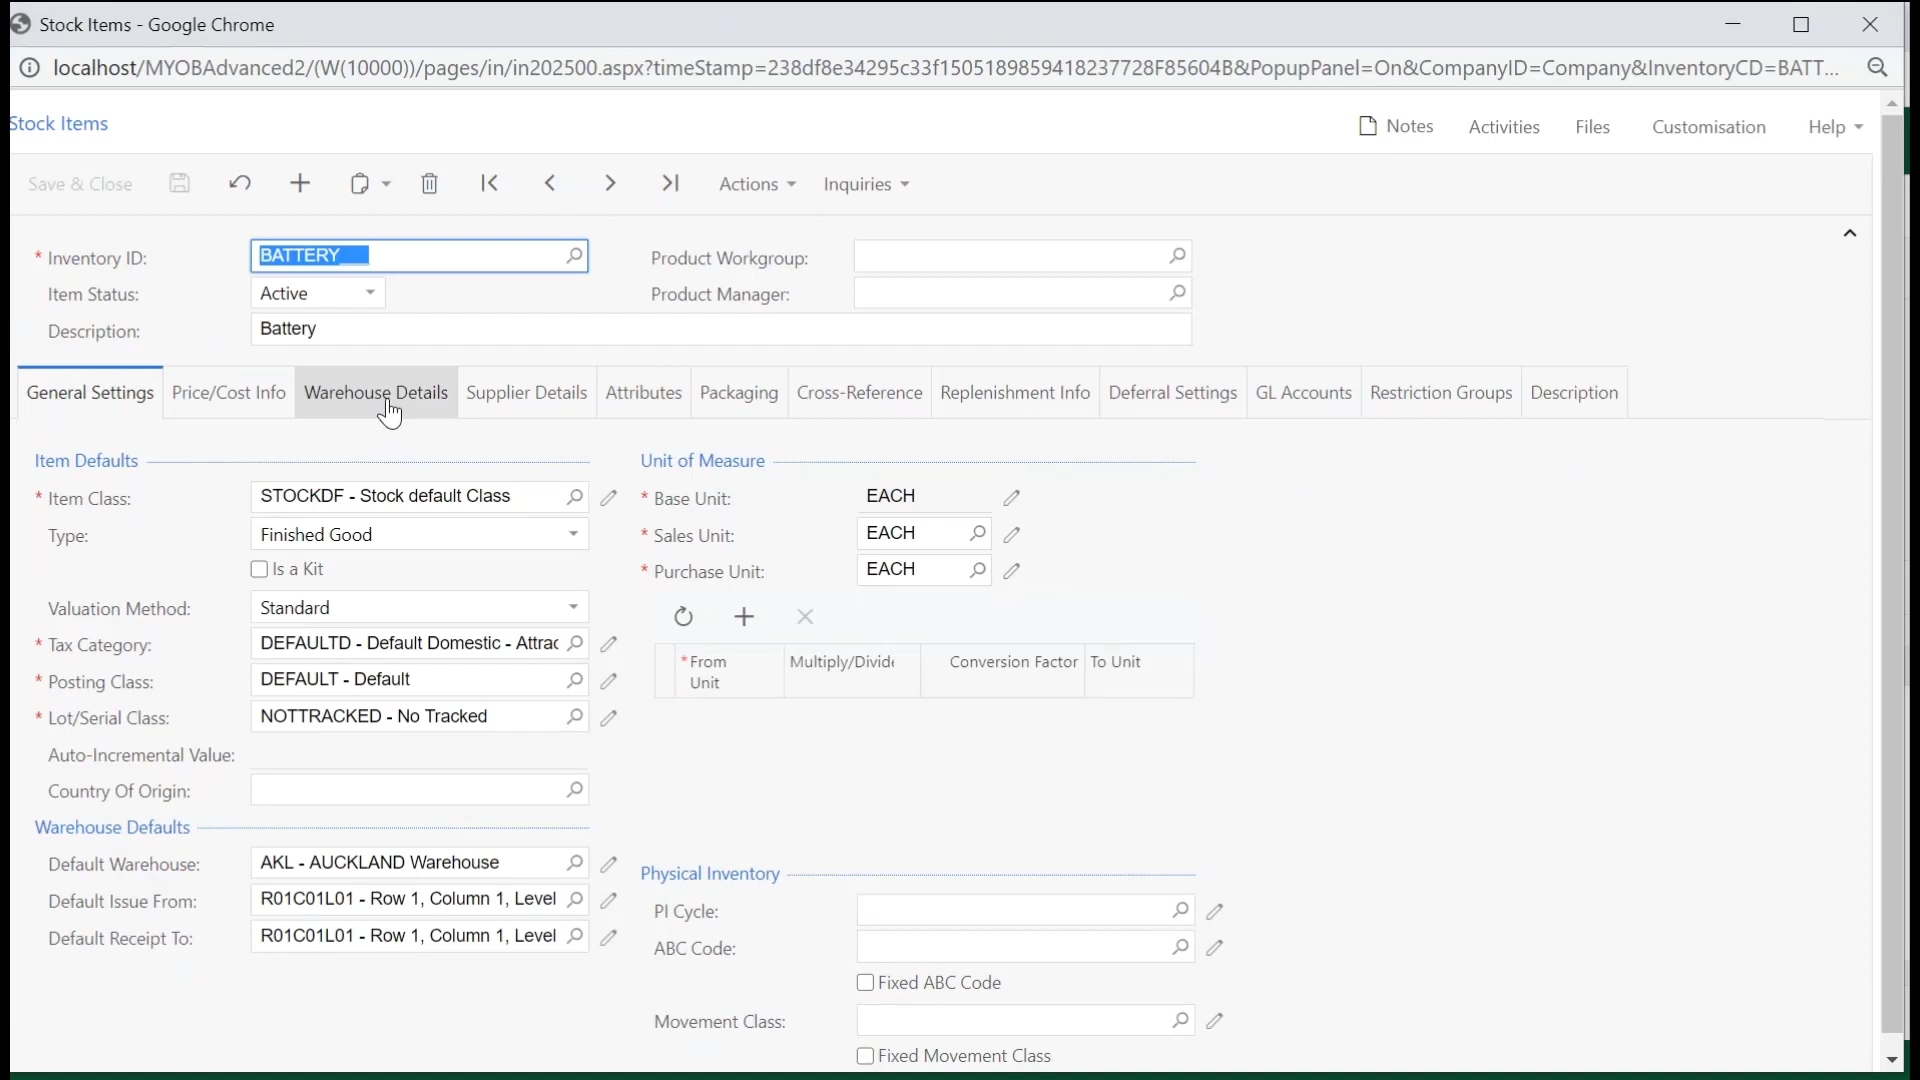 Stock Items - Google Chrome
localhost/MYOBAdvanced2/(W(10000))/pages/in/in202500.aspx?timeStamp=238df8e34295c33f1505189859418237728F85604B&PopupPanel=On&CompanyID=Company&InventoryCD=BATT...
Stock Items
Notes Activities Files Customisation Help
Save & Close Actions Inquiries
* Inventory ID: BATTERY Product Workgroup:
Item Status: Active Product Manager:
Description: Battery
General Settings Price/Cost Info Warehouse Details Supplier Details Attributes Packaging Cross-Reference Replenishment Info Deferral Settings GL Accounts Restriction Groups Description
Item Defaults Unit of Measure
* Item Class: STOCKDF - Stock default Class * Base Unit: EACH
Type: Finished Good * Sales Unit: EACH
Is a Kit * Purchase Unit: EACH
Valuation Method: Standard
* Tax Category: DEFAULTD - Default Domestic - Attrac
* From Unit Multiply/Divide Conversion Factor To Unit
* Posting Class: DEFAULT - Default
* Lot/Serial Class: NOTTRACKED - No Tracked
Auto-Incremental Value:
Country Of Origin:
Warehouse Defaults
Default Warehouse: AKL - AUCKLAND Warehouse
Physical Inventory
Default Issue From: R01C01L01 - Row 1, Column 1, Level
PI Cycle:
Default Receipt To: R01C01L01 - Row 1, Column 1, Level
ABC Code:
Fixed ABC Code
Movement Class:
Fixed Movement Class